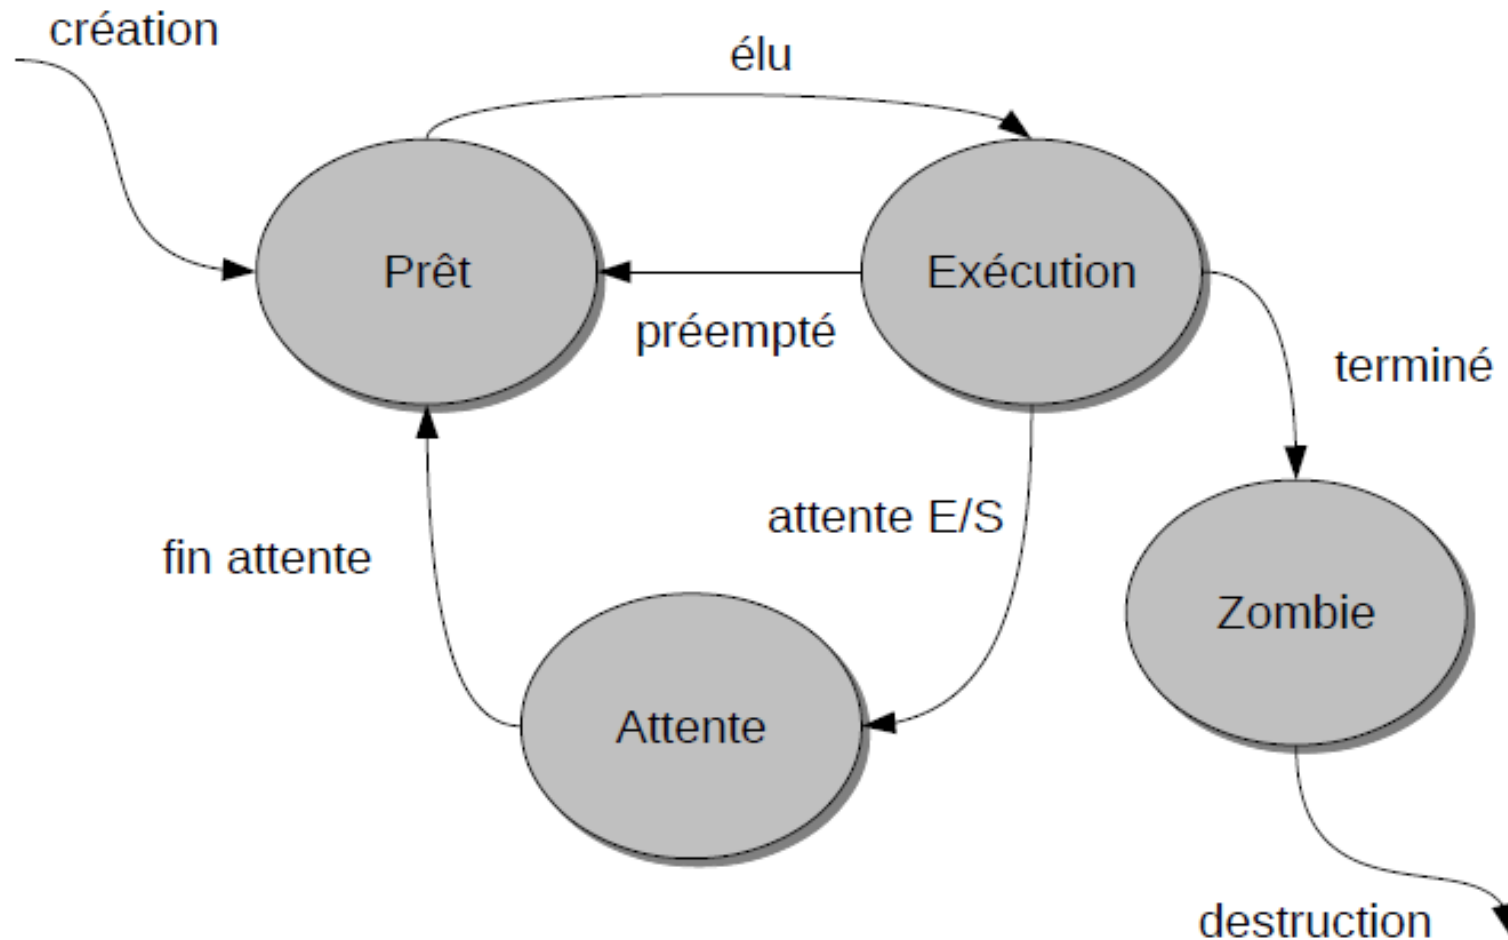 création
élu
Prêt
Exécution
préempté
terminé
attente E/S
fin attente
Zombie
Attente
destruction